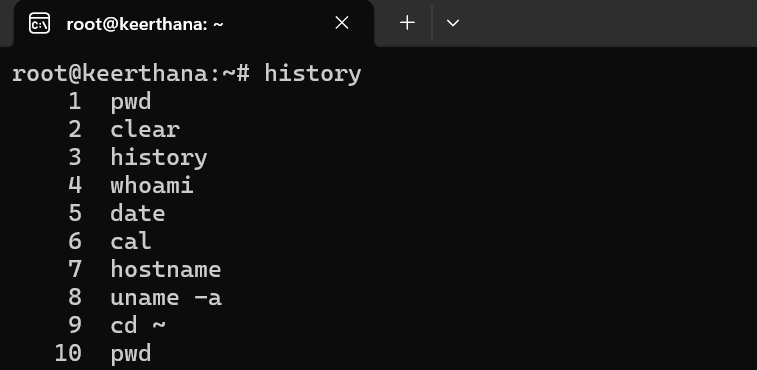 root@keerthana: ~
root@keerthana:~# history
1 pwd
2 clear
3 history
4 whoami
5 date
6 cal
7 hostname
8 uname -a
9 cd ~
10 pwd